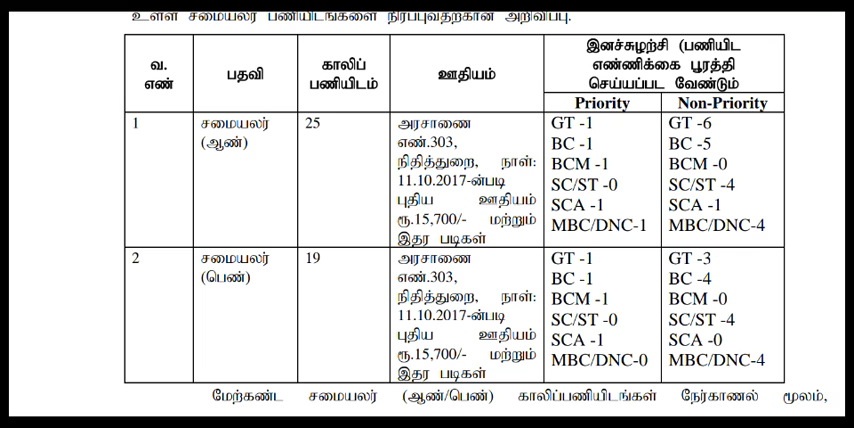 உள்ள சமையலர் பணியிடங்களை நிரப்புவதற்கான அறிவிப்பு.
வ. எண்
பதவி
காலிப் பணியிடம்
ஊதியம்
இனச்சுழற்சி (பணியிட எண்ணிக்கை பூரத்தி செய்யப்பட வேண்டும்
Priority
Non-Priority
1
சமையலர் (ஆண்)
25
அரசாணை
எண்.303,
நிதித்துறை, நாள்:
11.10.2017-ன்படி
புதிய ஊதியம்
ரூ.15,700/- மற்றும்
இதர படிகள்
GT -1
BC -1
BCM -1
SC/ST -0
SCA -1
MBC/DNC-1
GT -6
BC -5
BCM -0
SC/ST -4
SCA -1
MBC/DNC-4
2
சமையலர் (பெண்)
19
அரசாணை
எண்.303,
நிதித்துறை, நாள்:
11.10.2017-ன்படி
புதிய ஊதியம்
ரூ.15,700/- மற்றும்
இதர படிகள்
GT -1
BC -1
BCM -1
SC/ST -0
SCA -1
MBC/DNC-0
GT -3
BC -4
BCM -0
SC/ST -4
SCA -0
MBC/DNC-4
மேற்கண்ட சமையலர் (ஆண்/பெண்) காலிப்பணியிடங்கள் நேர்காணல் மூலம்,